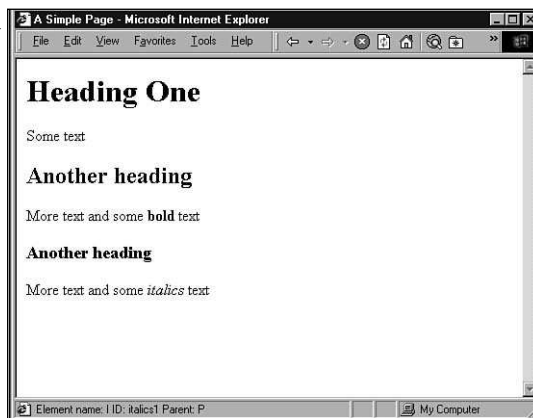 A Simple Page - Microsoft Internet Explorer
File Edit View Favorites Tools Help »
Heading One
Some text
Another heading
More text and some bold text
Another heading
More text and some italics text
Element name: I ID: italics1 Parent: P My Computer